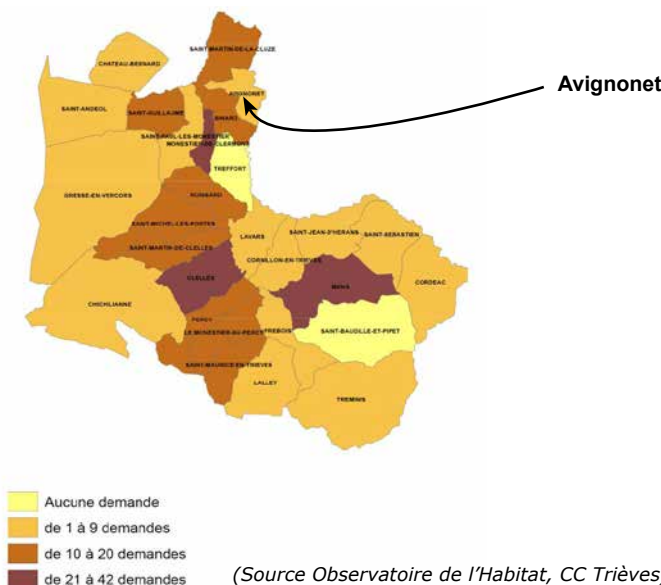 SAINT-MARTIN-DE-LA-CLUZE
CHATEAU-BERNARD
AVIGNONET
Avignonet
SAINT-ANDEOL
SAINT-GUILLAUME
SINARD
SAINT-PAUL-LES-MONESTIER
MONESTIER-DE-CLERMONT
TREFFORT
GRESSE-EN-VERCORS
ROISSARD
SAINT-MICHEL-LES-PORTES
LAVARS
SAINT-JEAN-D'HERANS
SAINT-SEBASTIEN
SAINT-MARTIN-DE-CLELLES
CORNILLON-EN-TRIEVES
CLELLES
MENS
CORDEAC
CHICHILIANNE
PERCY
LE MONESTIER-DU-PERCY
PREBOIS
SAINT-BAUDILLE-ET-PIPET
SAINT-MAURICE-EN-TRIEVES
LALLEY
TREMINIS
Aucune demande
de 1 à 9 demandes
de 10 à 20 demandes
de 21 à 42 demandes
(Source Observatoire de l'Habitat, CC Trièves